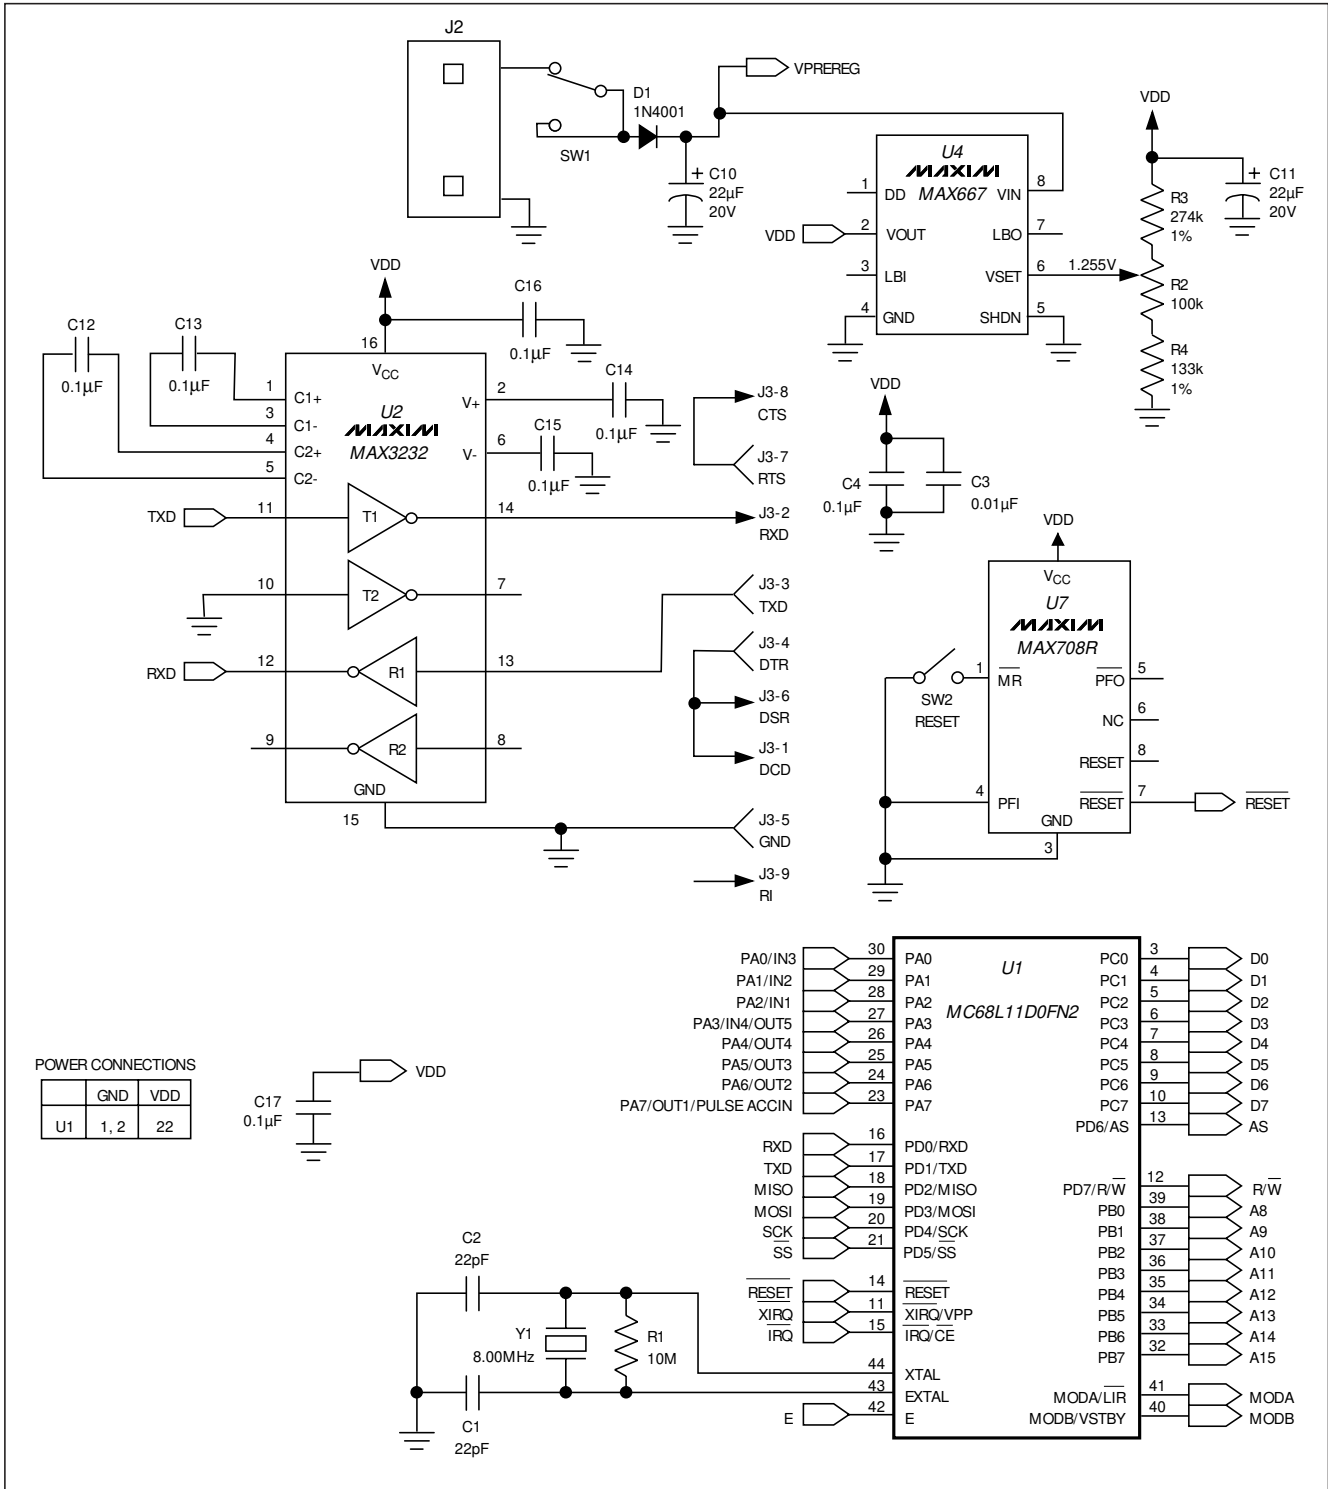 J2
VPREREG
D1
1N4001
SW1
C10
22µF
20V
VDD
U4
MAXIM
MAX667
1 DD
VIN 8
VDD 2 VOUT
LBO 7
3 LBI
VSET 6 1.255V
4 GND
SHDN 5
R3
274k
1%
C11
22µF
20V
R2
100k
R4
133k
1%
VDD
C16
0.1µF
C12
0.1µF
C13
0.1µF
16
VCC
1 C1+
3 C1-
4 C2+
5 C2-
U2
MAXIM
MAX3232
V+ 2
V- 6
C14
0.1µF
C15
0.1µF
TXD 11 T1 14
10 T2 7
RXD 12 R1 13
9 R2 8
GND
15
J3-8
CTS
J3-7
RTS
J3-2
RXD
J3-3
TXD
J3-4
DTR
J3-6
DSR
J3-1
DCD
J3-5
GND
J3-9
RI
VDD
C4
0.1µF
C3
0.01µF
VDD
VCC
U7
MAXIM
MAX708R
SW2
RESET
1 MR
PFO 5
NC 6
RESET 8
4 PFI
RESET 7 RESET
GND
3
U1
MC68L11D0FN2
PA0/IN3 30 PA0
PA1/IN2 29 PA1
PA2/IN1 28 PA2
PA3/IN4/OUT5 27 PA3
PA4/OUT4 26 PA4
PA5/OUT3 25 PA5
PA6/OUT2 24 PA6
PA7/OUT1/PULSE ACCIN 23 PA7
RXD 16 PD0/RXD
TXD 17 PD1/TXD
MISO 18 PD2/MISO
MOSI 19 PD3/MOSI
SCK 20 PD4/SCK
SS 21 PD5/SS
RESET 14 RESET
XIRQ 11 XIRQ/VPP
IRQ 15 IRQ/CE
44 XTAL
43 EXTAL
E 42 E
PC0 3 D0
PC1 4 D1
PC2 5 D2
PC3 6 D3
PC4 7 D4
PC5 8 D5
PC6 9 D6
PC7 10 D7
PD6/AS 13 AS
PD7/R/W 12 R/W
PB0 39 A8
PB1 38 A9
PB2 37 A10
PB3 36 A11
PB4 35 A12
PB5 34 A13
PB6 33 A14
PB7 32 A15
MODA/LIR 41 MODA
MODB/VSTBY 40 MODB
POWER CONNECTIONS
GND VDD
U1 1, 2 22
C17
0.1µF
VDD
C2
22pF
Y1
8.00MHz
R1
10M
C1
22pF